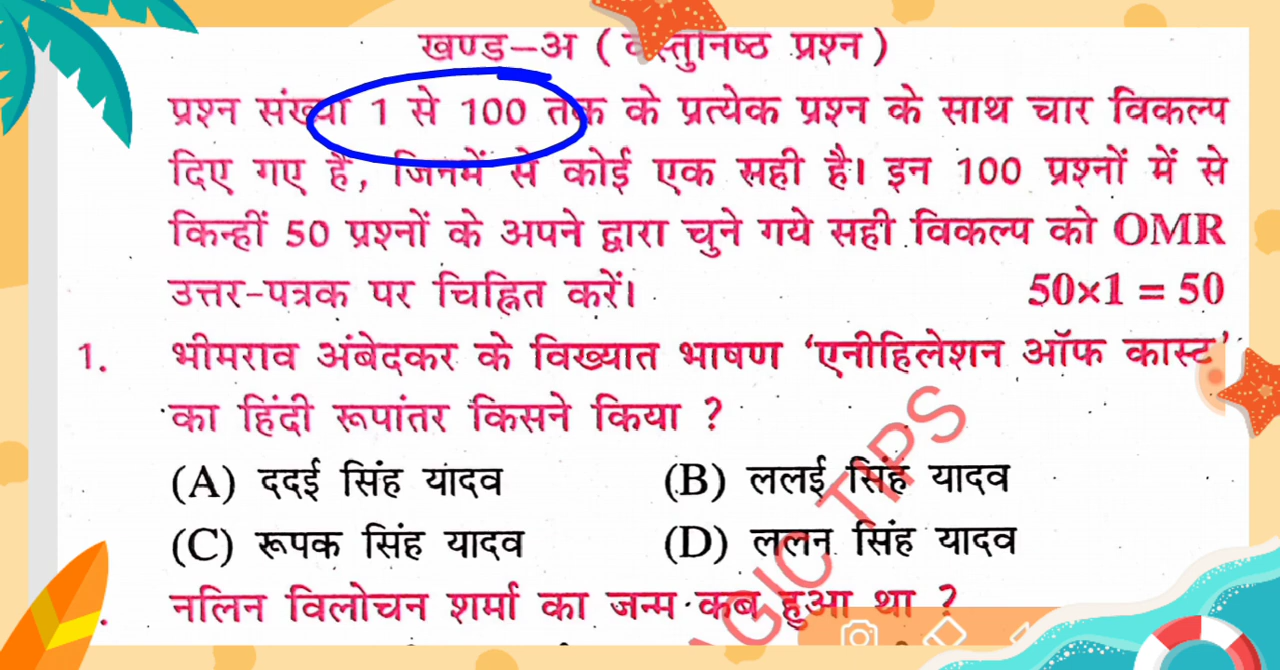 खण्ड-अ ( वस्तुनिष्ठ प्रश्न )
प्रश्न संख्या 1 से 100 तक के प्रत्येक प्रश्न के साथ चार विकल्प
दिए गए हैं, जिनमें से कोई एक सही है। इन 100 प्रश्नों में से
किन्हीं 50 प्रश्नों के अपने द्वारा चुने गये सही विकल्प को OMR
उत्तर-पत्रक पर चिह्नित करें। 50×1 = 50
1. भीमराव अंबेदकर के विख्यात भाषण 'एनीहिलेशन ऑफ कास्ट'
का हिंदी रूपांतर किसने किया ?
(A) ददई सिंह यादव (B) ललई सिंह यादव
(C) रूपक सिंह यादव (D) ललन सिंह यादव
नलिन विलोचन शर्मा का जन्म कब हुआ था ?
AGIC TIPS